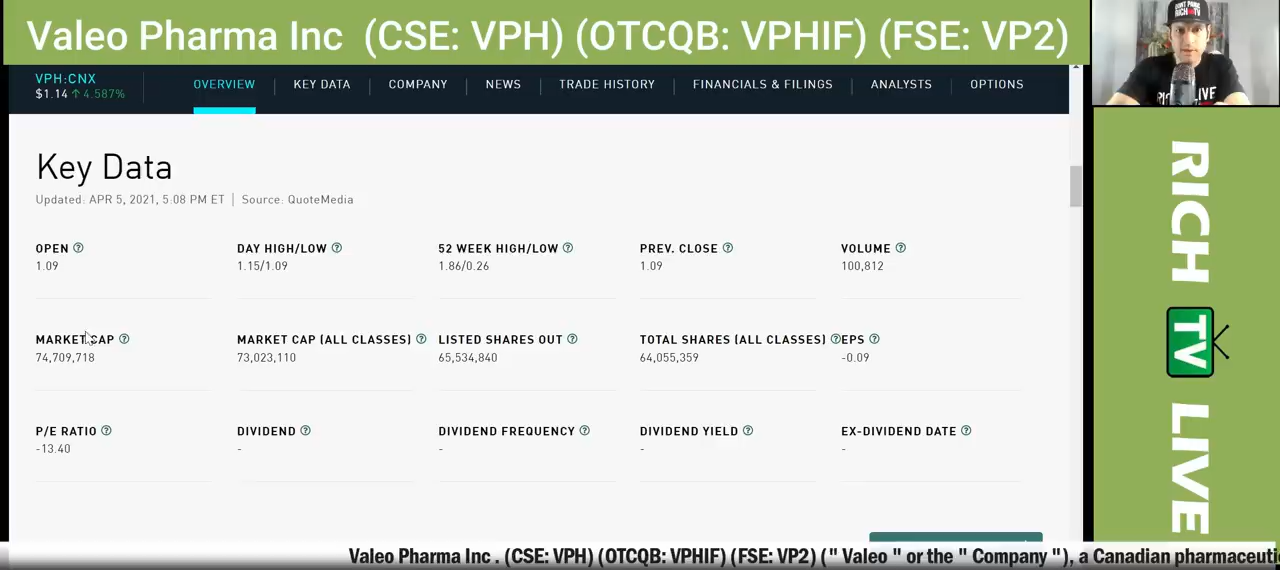 Valeo Pharma Inc (CSE: VPH) (OTCQB: VPHIF) (FSE: VP2)
VPH:CNX
$1.14 ↑ 4.587%
OVERVIEW
KEY DATA
COMPANY
NEWS
TRADE HISTORY
FINANCIALS & FILINGS
ANALYSTS
OPTIONS
Key Data
Updated: APR 5, 2021, 5:08 PM ET | Source: QuoteMedia
OPEN
1.09
DAY HIGH/LOW
1.15/1.09
52 WEEK HIGH/LOW
1.86/0.26
PREV. CLOSE
1.09
VOLUME
100,812
MARKET CAP
74,709,718
MARKET CAP (ALL CLASSES)
73,023,110
LISTED SHARES OUT
65,534,840
TOTAL SHARES (ALL CLASSES)
64,055,359
EPS
-0.09
P/E RATIO
-13.40
DIVIDEND
-
DIVIDEND FREQUENCY
-
DIVIDEND YIELD
-
EX-DIVIDEND DATE
-
RICH
TV
LIVE
Valeo Pharma Inc . (CSE: VPH) (OTCQB: VPHIF) (FSE: VP2) (" Valeo " or the " Company "), a Canadian pharmaceuti